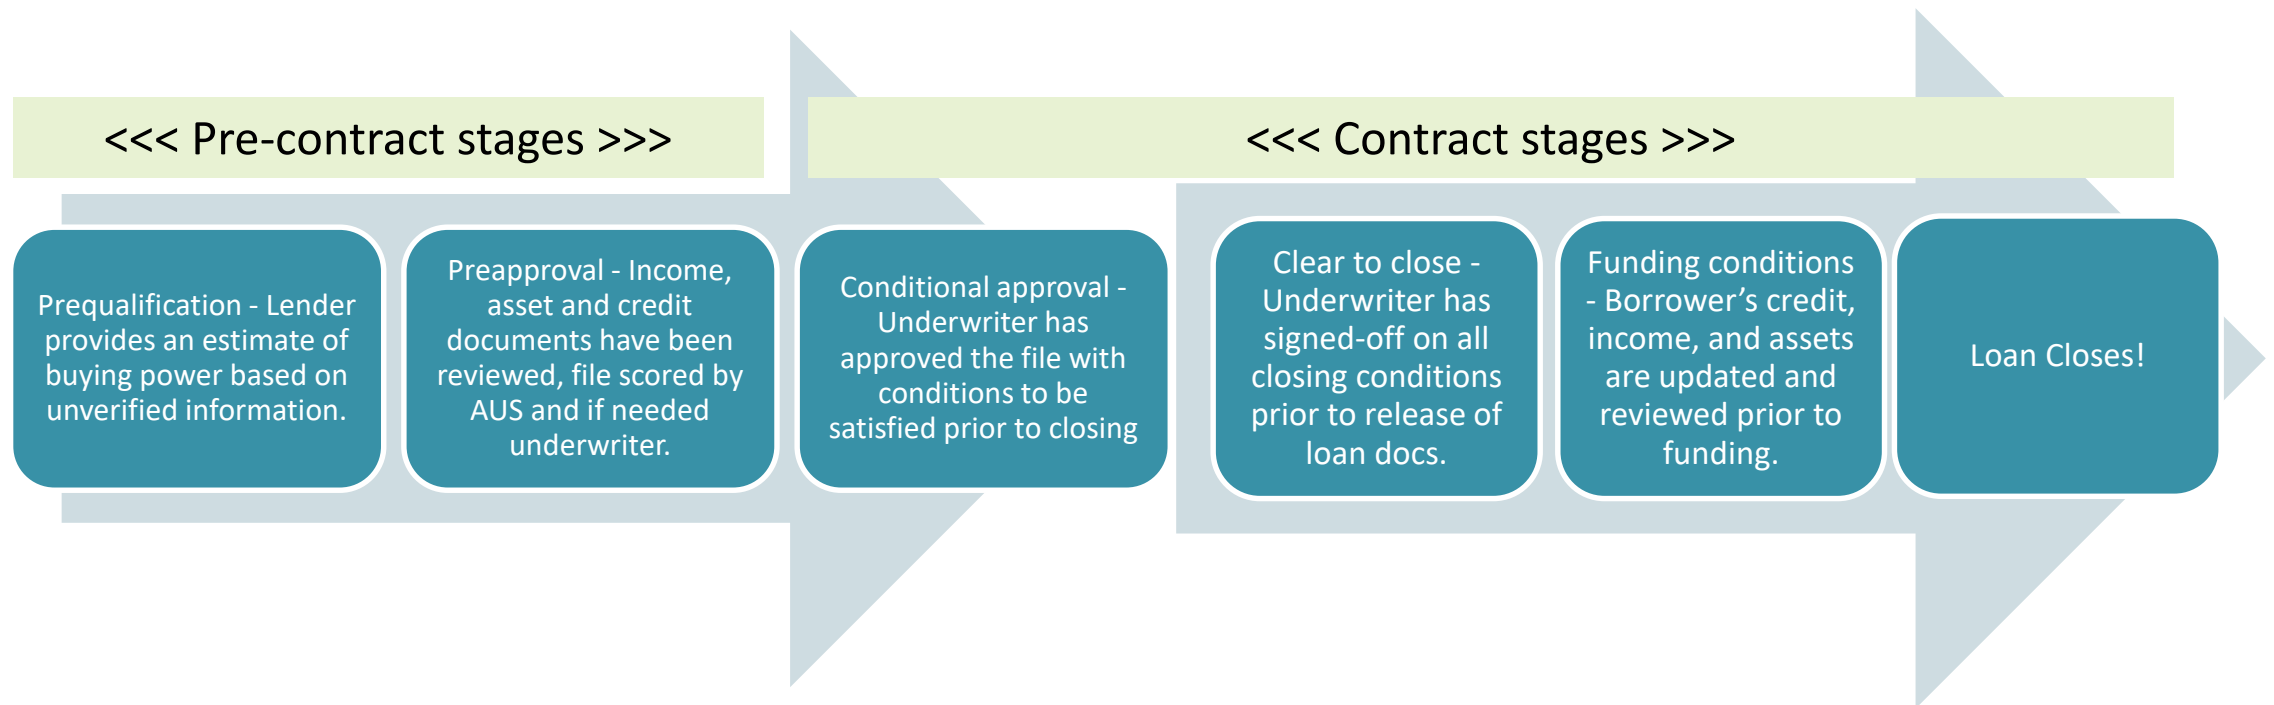 <<< Pre-contract stages >>>
<<< Contract stages >>>
Prequalification - Lender
provides an estimate of
buying power based on
unverified information.
Preapproval - Income,
asset and credit
documents have been
reviewed, file scored by
AUS and if needed
underwriter.
Conditional approval -
Underwriter has
approved the file with
conditions to be
satisfied prior to closing
Clear to close -
Underwriter has
signed-off on all
closing conditions
prior to release of
loan docs.
Funding conditions
- Borrower’s credit,
income, and assets
are updated and
reviewed prior to
funding.
Loan Closes!